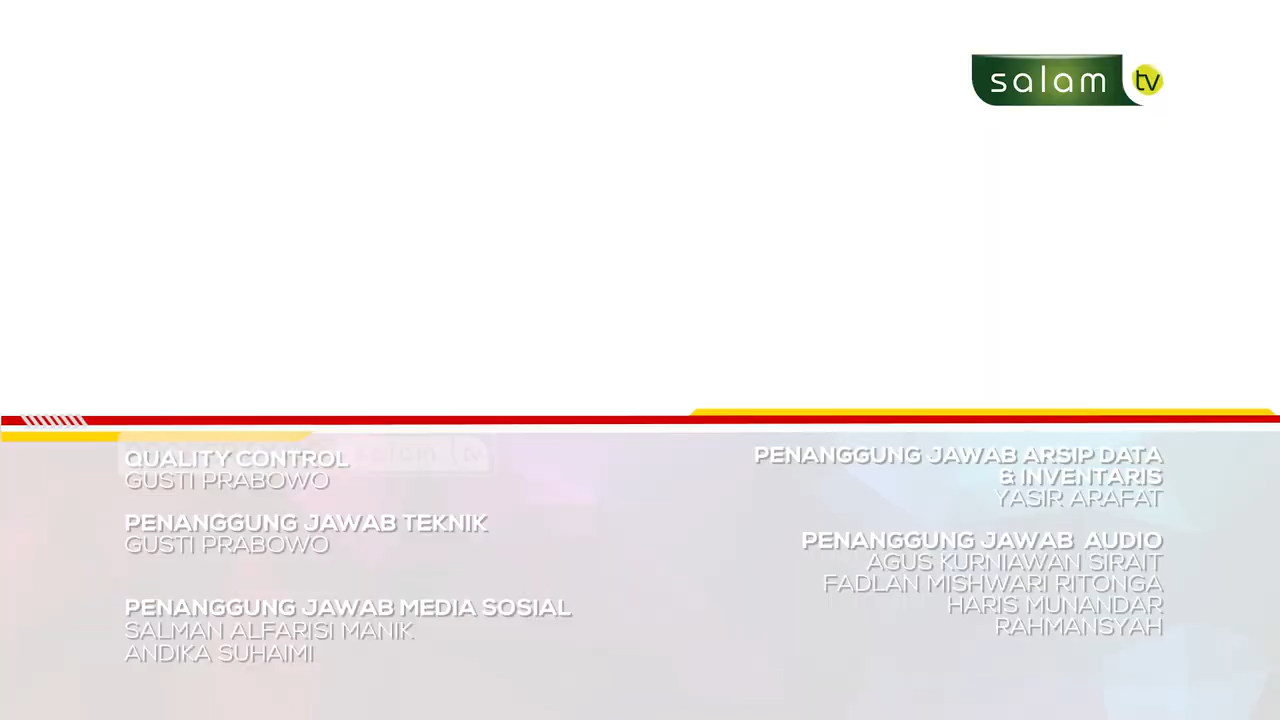 salam tv
QUALITY CONTROL
GUSTI PRABOWO
PENANGGUNG JAWAB TEKNIK
GUSTI PRABOWO
PENANGGUNG JAWAB MEDIA SOSIAL
SALMAN ALFARISI MANIK
ANDIKA SUHAIMI
salam tv
PENANGGUNG JAWAB ARSIP DATA
& INVENTARIS
YASIR ARAFAT
PENANGGUNG JAWAB AUDIO
AGUS KURNIAWAN SIRAIT
FADLAN MISHWARI RITONGA
HARIS MUNANDAR
RAHMANSYAH